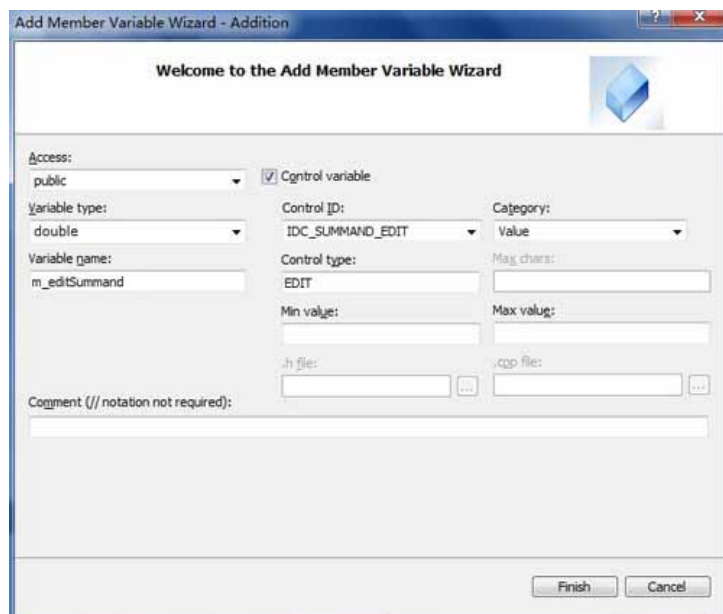 Add Member Variable Wizard - Addition
Welcome to the Add Member Variable Wizard
Access:
public
Control variable
Variable type:
Control ID:
Category:
double
IDC_SUMMAND_EDIT
Value
Variable name:
Control type:
Max chars:
m_editSummand
EDIT
Min value:
Max value:
.h file:
.cpp file:
...
...
Comment (// notation not required):
Finish
Cancel